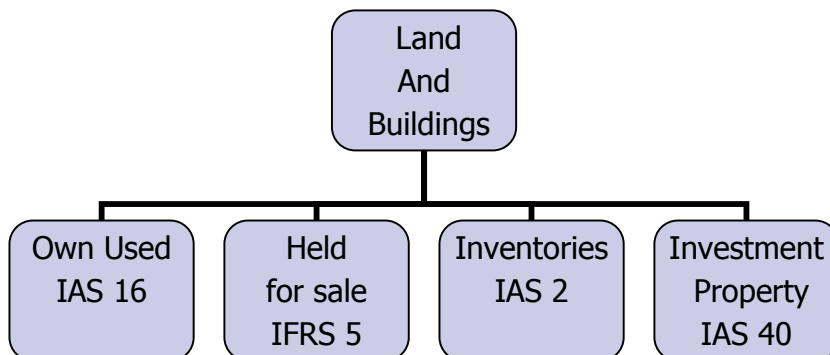 Land
And
Buildings
Own Used
IAS 16
Held
for sale
IFRS 5
Inventories
IAS 2
Investment
Property
IAS 40